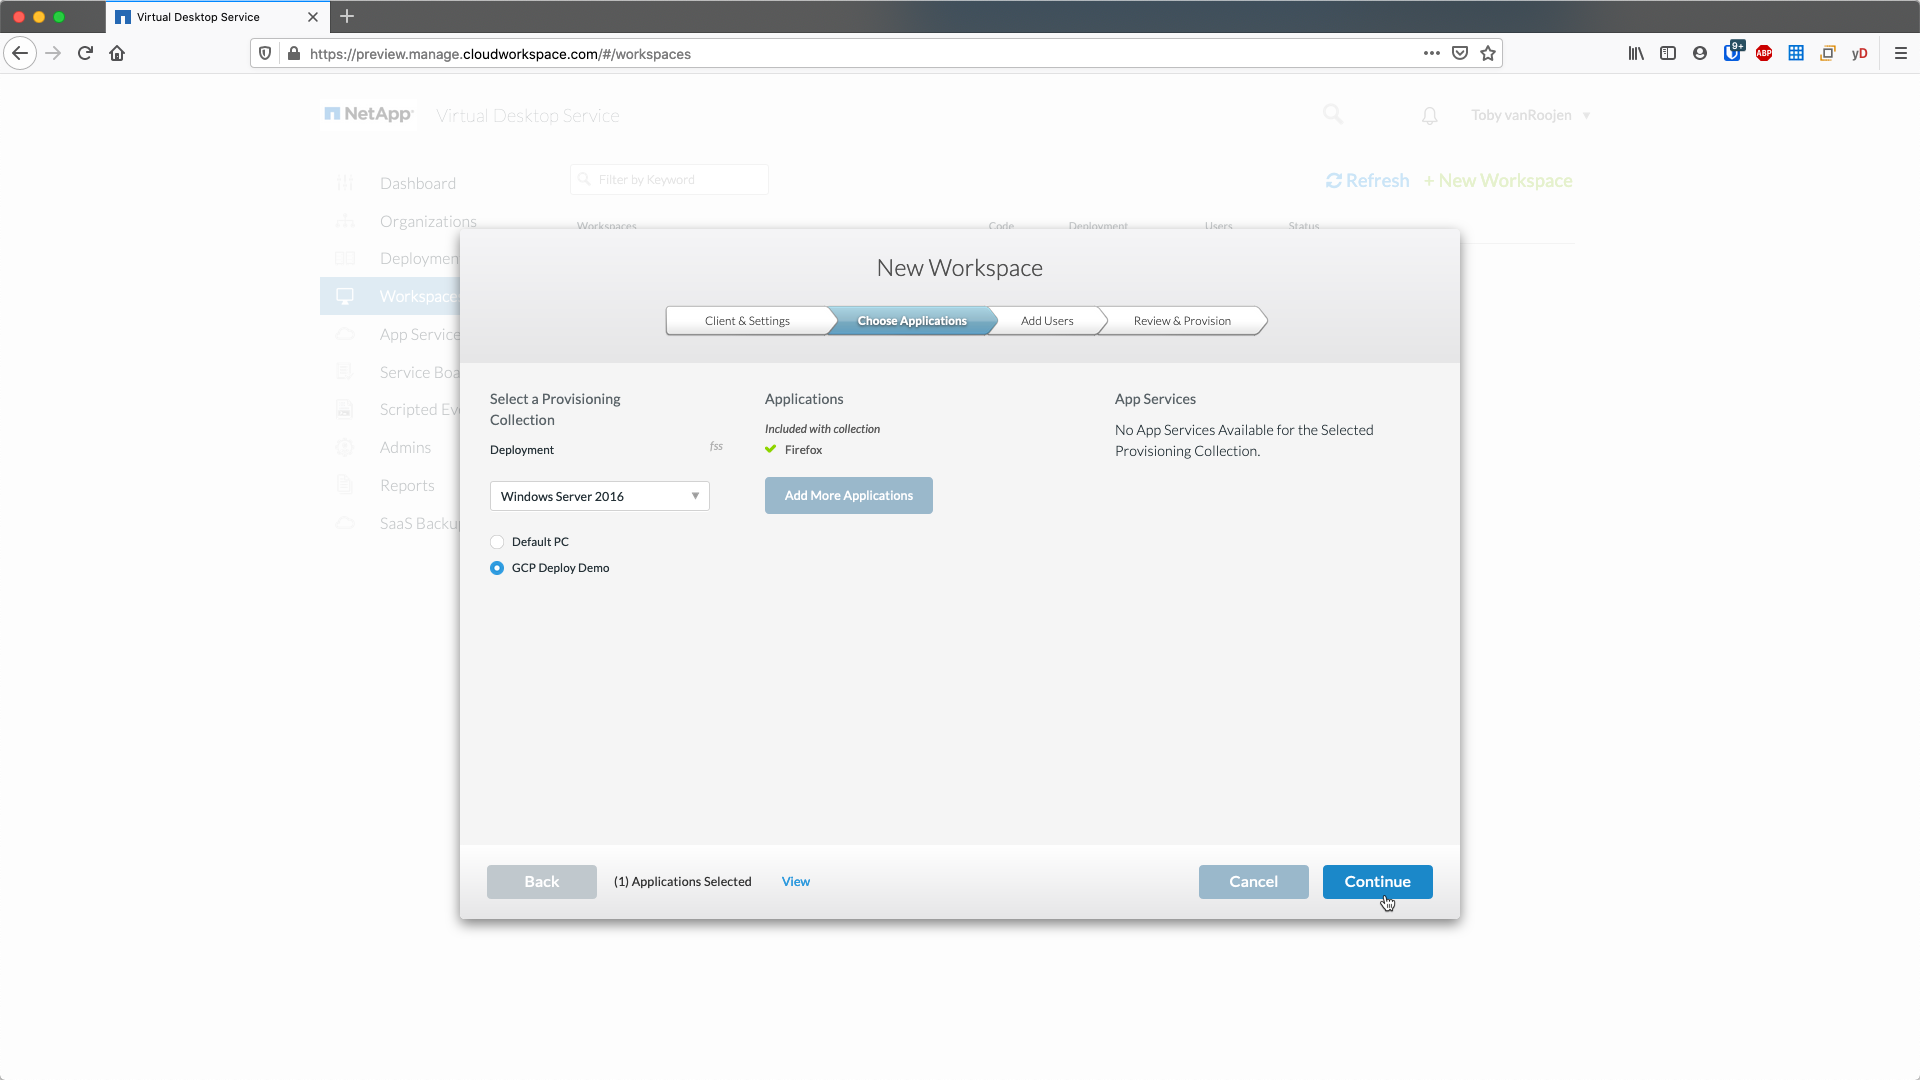 Virtual Desktop Service
https://preview.manage.cloudworkspace.com/#/workspaces
9+
ABP
yD
NetApp
Virtual Desktop Service
Toby vanRoojen
Filter by Keyword
Refresh
+ New Workspace
Dashboard
Organizations
Deploymen
Workspace
App Service
Service Boa
Scripted Eve
Admins
Reports
SaaS Backu
Workspaces
Code
Deployment
Users
Status
New Workspace
Client & Settings
Choose Applications
Add Users
Review & Provision
Select a Provisioning
Collection
Deployment
fss
Windows Server 2016
Default PC
GCP Deploy Demo
Applications
Included with collection
Firefox
Add More Applications
App Services
No App Services Available for the Selected
Provisioning Collection.
Back
(1) Applications Selected
View
Cancel
Continue